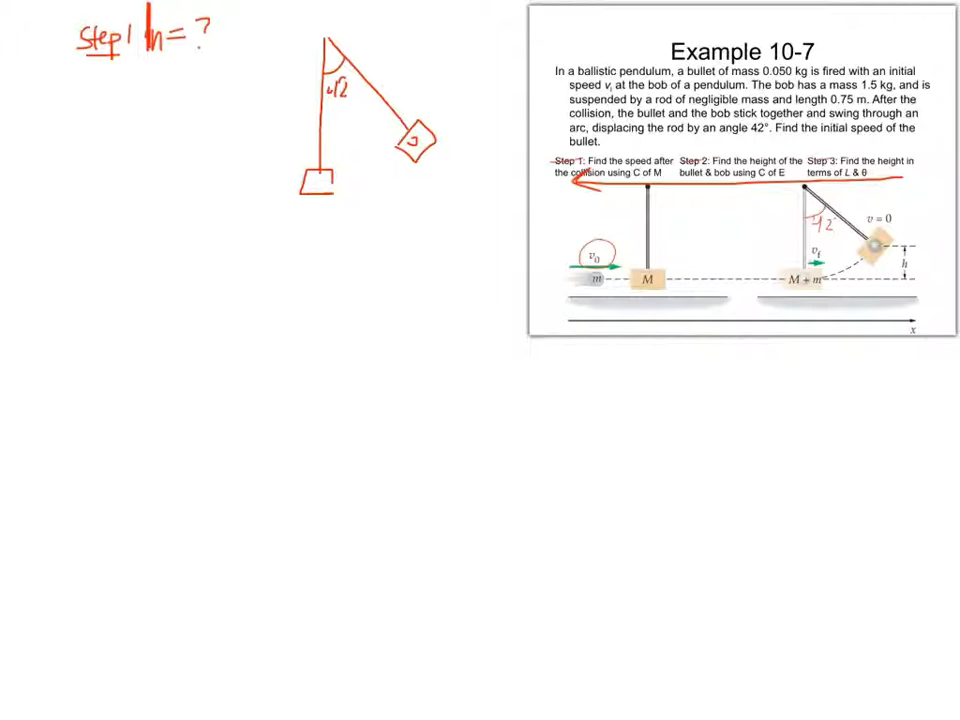 Step 1 h = ?
42
Example 10-7
In a ballistic pendulum, a bullet of mass 0.050 kg is fired with an initial
speed vi at the bob of a pendulum. The bob has a mass 1.5 kg, and is
suspended by a rod of negligible mass and length 0.75 m. After the
collision, the bullet and the bob stick together and swing through an
arc, displacing the rod by an angle 42°. Find the initial speed of the
bullet.
Step 1: Find the speed after
the collision using C of M
Step 2: Find the height of the
bullet & bob using C of E
Step 3: Find the height in
terms of L & θ
42°
v = 0
v0
vf
h
m
M
M + m
x